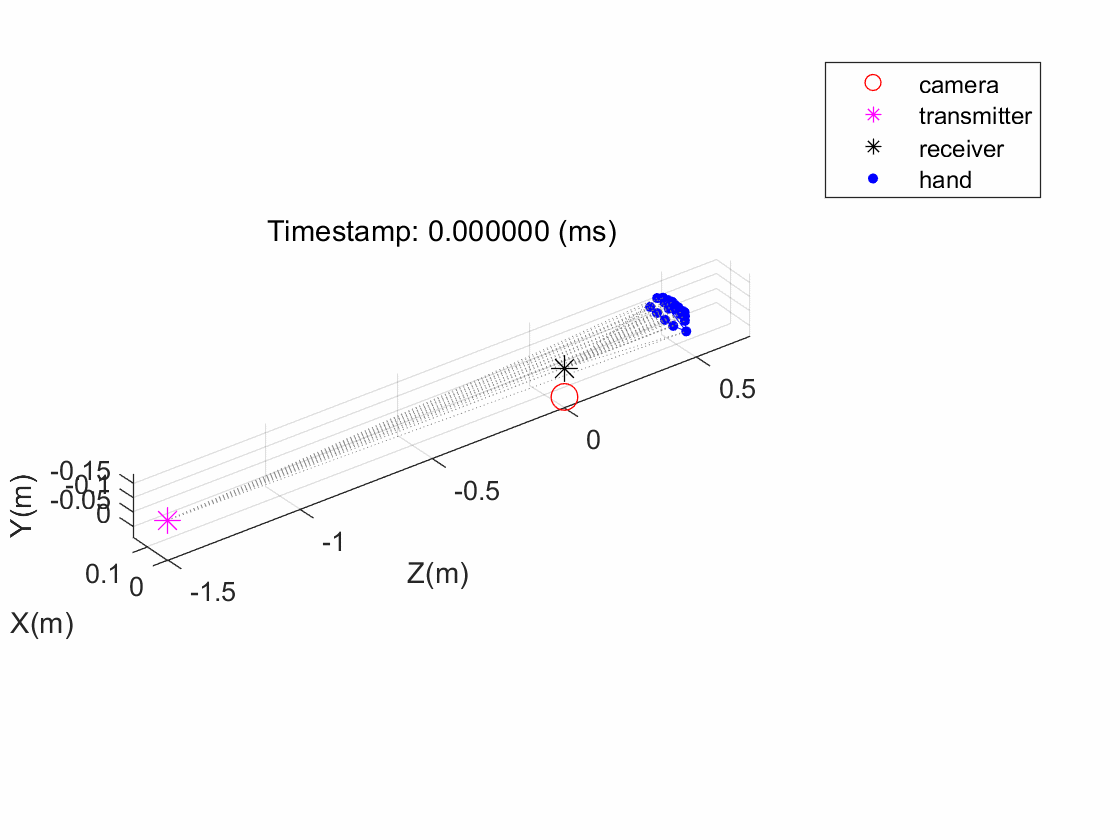 camera
transmitter
receiver
hand
Timestamp: 0.000000 (ms)
0.5
0
-0.5
-1
-1.5
Z(m)
-0.15
-0.1
-0.05
0
Y(m)
0.1
0
X(m)